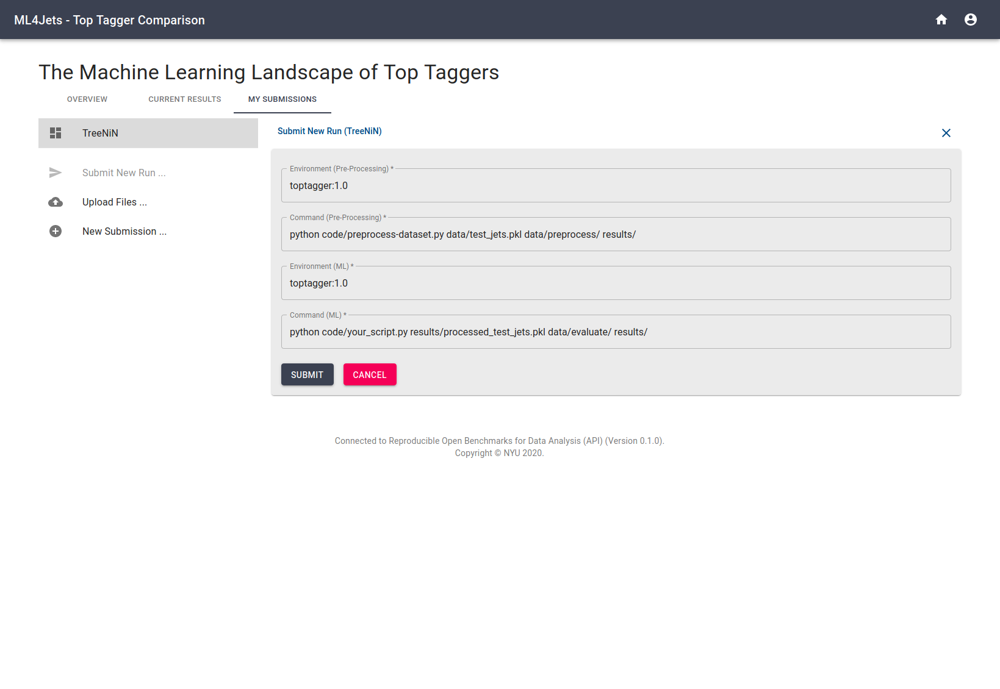 ML4Jets - Top Tagger Comparison
The Machine Learning Landscape of Top Taggers
OVERVIEW
CURRENT RESULTS
MY SUBMISSIONS
TreeNiN
Submit New Run ...
Upload Files ...
New Submission ...
Submit New Run (TreeNiN)
Environment (Pre-Processing) *
toptagger:1.0
Command (Pre-Processing) *
python code/preprocess-dataset.py data/test_jets.pkl data/preprocess/ results/
Environment (ML) *
toptagger:1.0
Command (ML) *
python code/your_script.py results/processed_test_jets.pkl data/evaluate/ results/
SUBMIT
CANCEL
Connected to Reproducible Open Benchmarks for Data Analysis (API) (Version 0.1.0).
Copyright © NYU 2020.